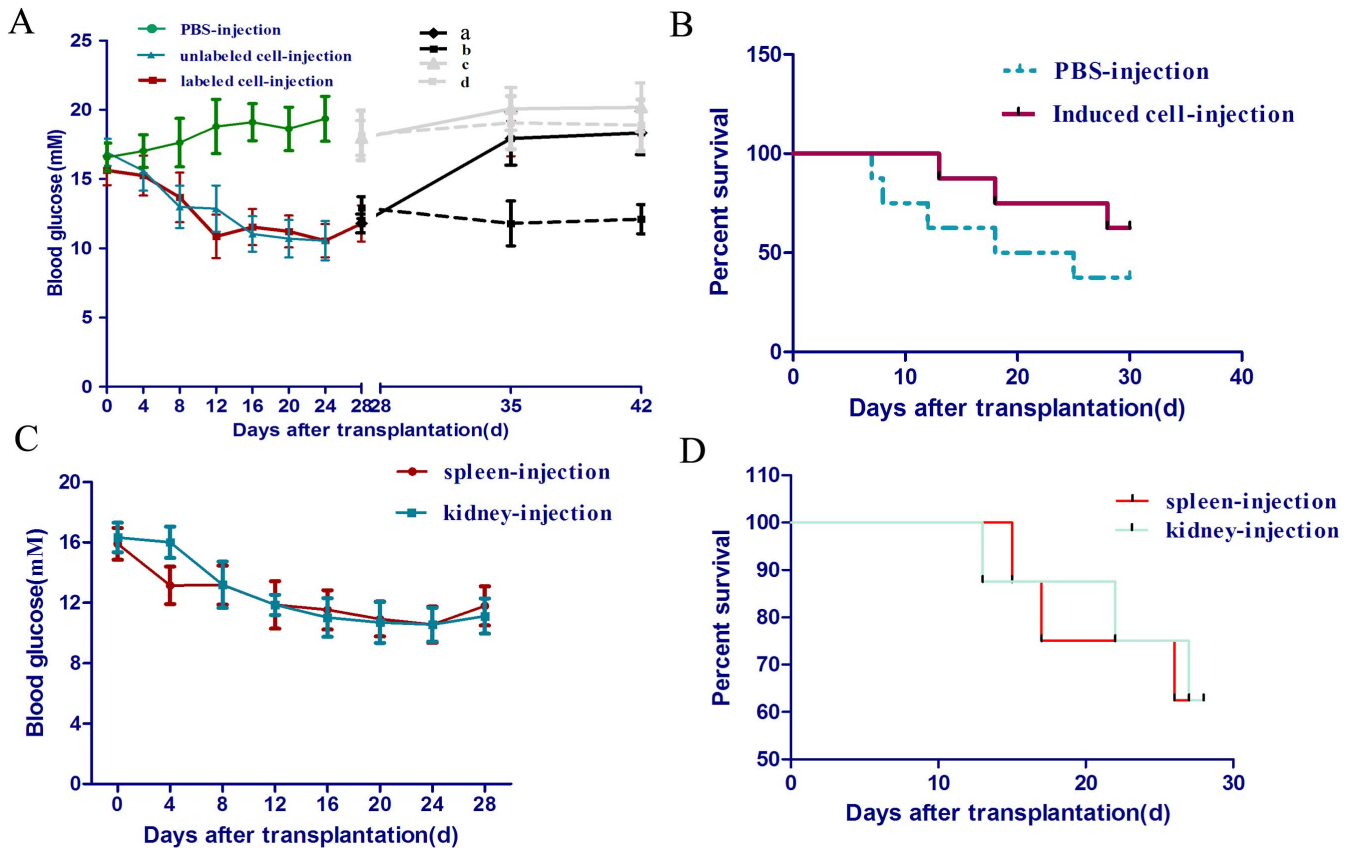 A
PBS-injection
unlabeled cell-injection
labeled cell-injection
a
b
c
d
Blood glucose (mM)
25
20
15
10
5
0
0 4 8 12 16 20 24 28 28 35 42
Days after transplantation(d)
B
PBS-injection
Induced cell-injection
Percent survival
150
100
50
0
0 10 20 30 40
Days after transplantation(d)
C
spleen-injection
kidney-injection
Blood glucose(mM)
20
16
12
8
4
0
0 4 8 12 16 20 24 28
Days after transplantation(d)
D
spleen-injection
kidney-injection
Percent survival
110
100
90
80
70
60
50
0 10 20 30
Days after transplantation(d)